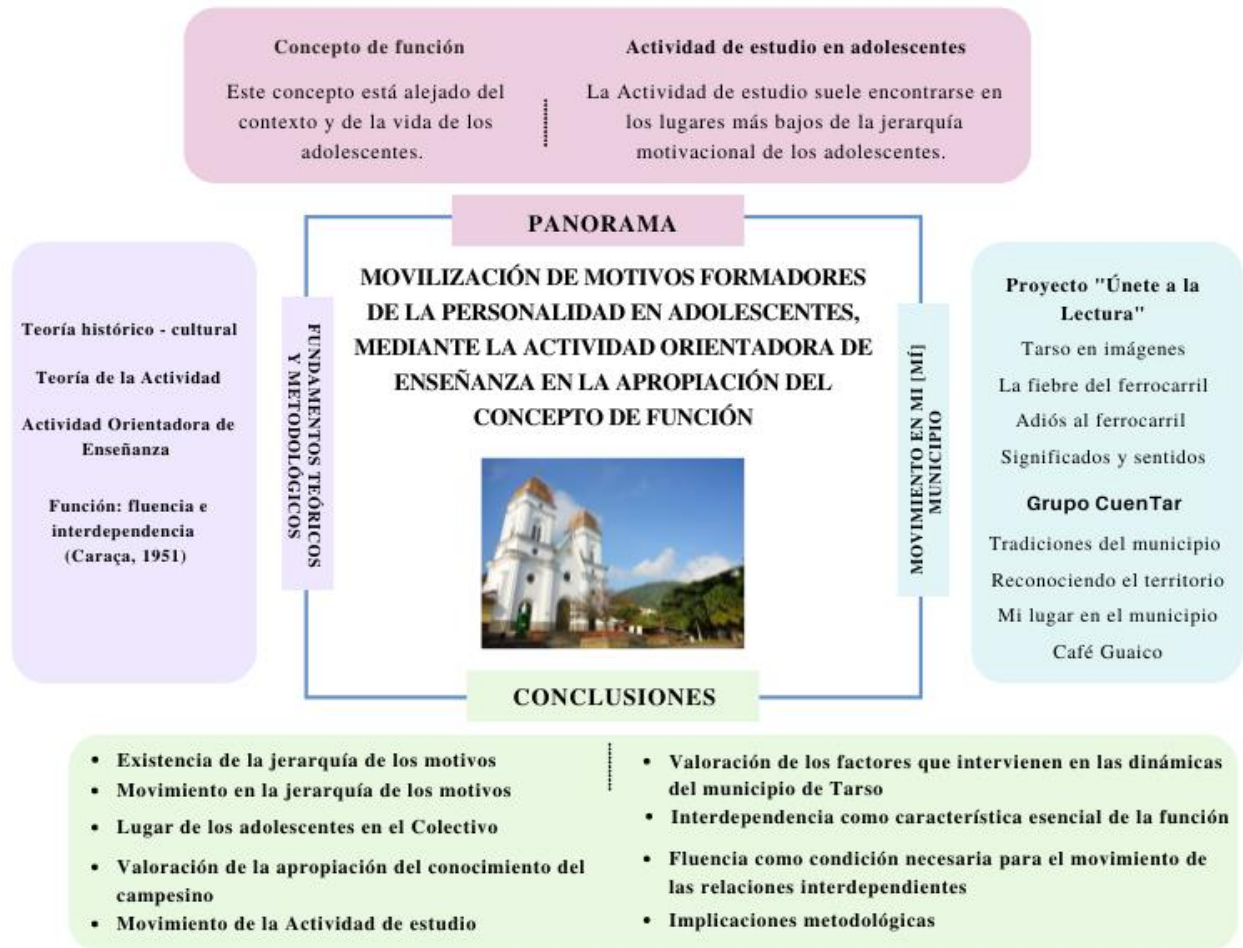 Concepto de función
Este concepto está alejado del
contexto y de la vida de los
adolescentes.
Actividad de estudio en adolescentes
La Actividad de estudio suele encontrarse en
los lugares más bajos de la jerarquía
motivacional de los adolescentes.
PANORAMA
Teoría histórico - cultural
Teoría de la Actividad
Actividad Orientadora de
Enseñanza
Función: fluencia e
interdependencia
(Caraça, 1951)
FUNDAMENTOS TEÓRICOS
Y METODOLÓGICOS
MOVILIZACIÓN DE MOTIVOS FORMADORES
DE LA PERSONALIDAD EN ADOLESCENTES,
MEDIANTE LA ACTIVIDAD ORIENTADORA DE
ENSEÑANZA EN LA APROPIACIÓN DEL
CONCEPTO DE FUNCIÓN
MOVIMIENTO EN MI [MÍ]
MUNICIPIO
Proyecto "Únete a la
Lectura"
Tarso en imágenes
La fiebre del ferrocarril
Adiós al ferrocarril
Significados y sentidos
Grupo CuenTar
Tradiciones del municipio
Reconociendo el territorio
Mi lugar en el municipio
Café Guaico
CONCLUSIONES
• Existencia de la jerarquía de los motivos
• Movimiento en la jerarquía de los motivos
• Lugar de los adolescentes en el Colectivo
• Valoración de la apropiación del conocimiento del
campesino
• Movimiento de la Actividad de estudio
• Valoración de los factores que intervienen en las dinámicas
del municipio de Tarso
• Interdependencia como característica esencial de la función
• Fluencia como condición necesaria para el movimiento de
las relaciones interdependientes
• Implicaciones metodológicas